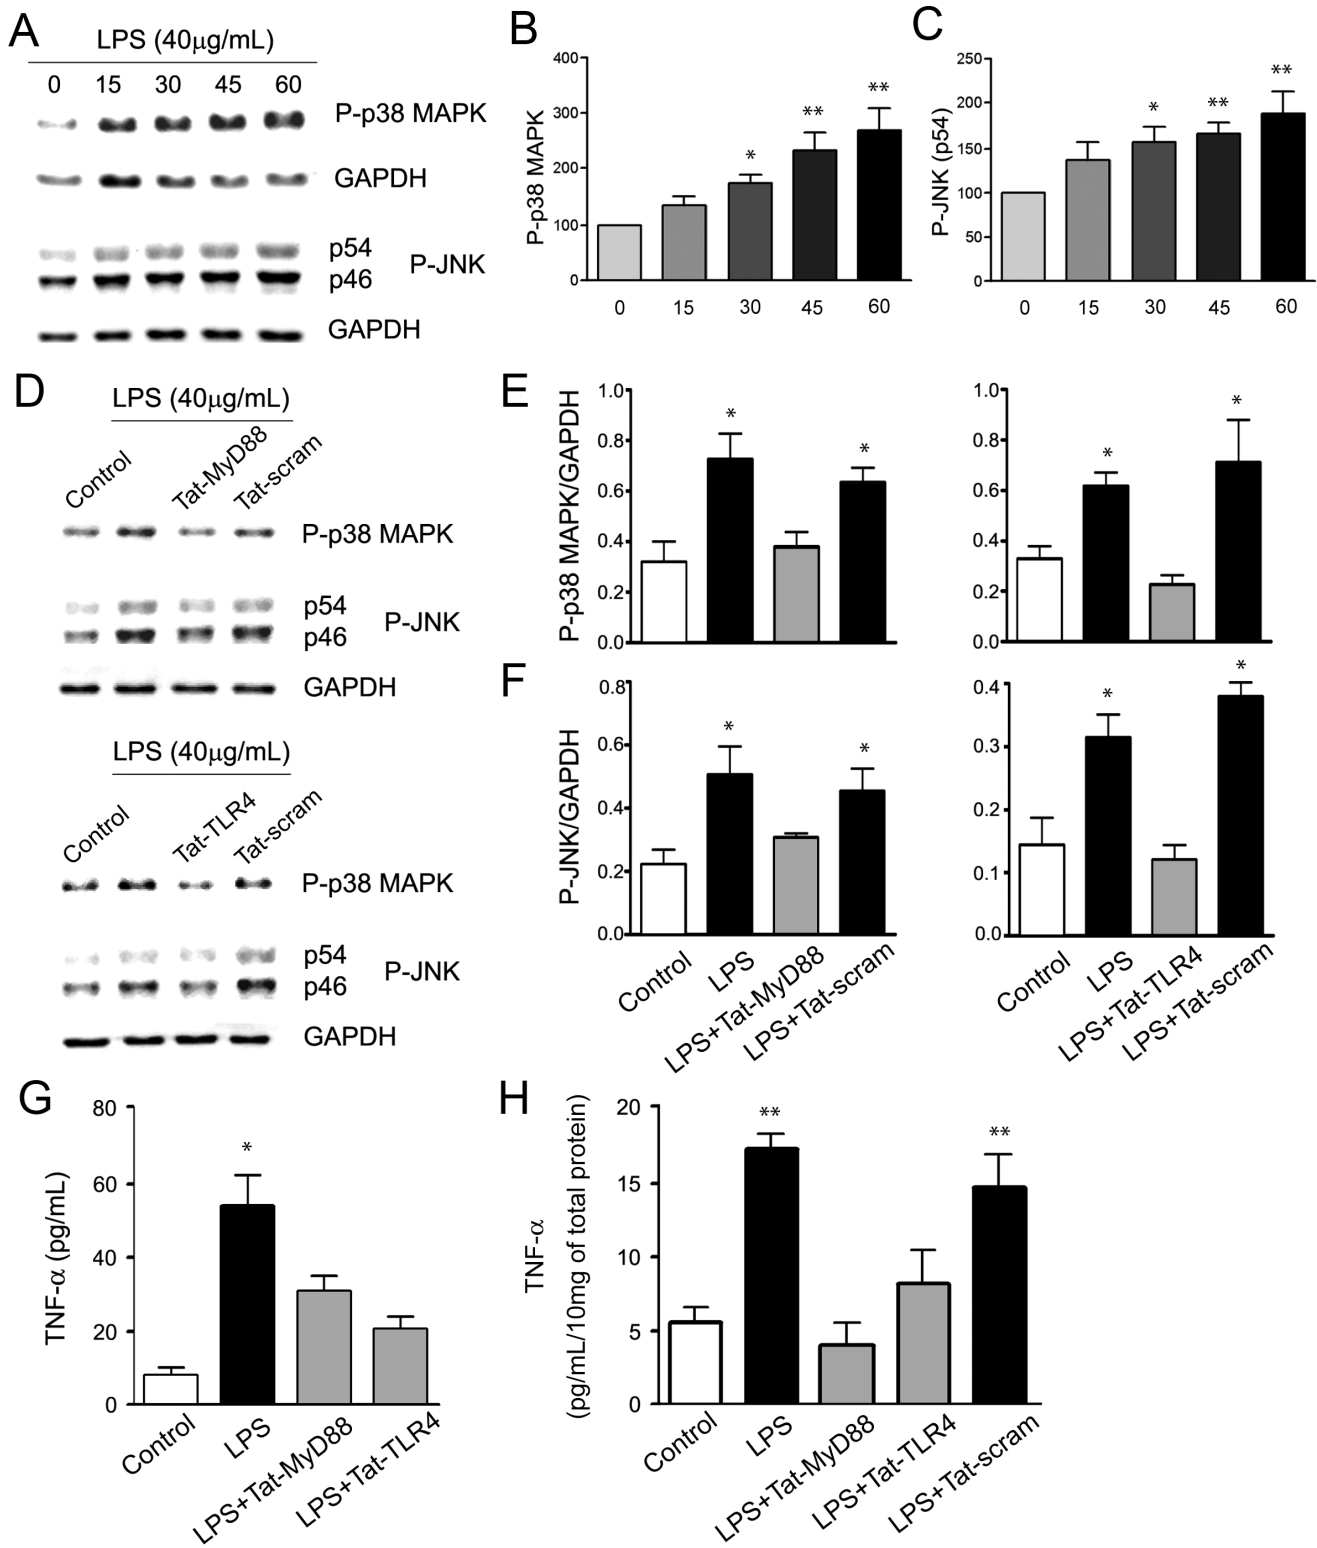 A
LPS (40μg/mL)
0 15 30 45 60
P-p38 MAPK
GAPDH
p54
p46
P-JNK
GAPDH
B
P-p38 MAPK
400
300
200
100
0
*
**
**
0 15 30 45 60
C
P-JNK (p54)
250
200
150
100
50
0
*
**
**
0 15 30 45 60
D
LPS (40μg/mL)
Control
Tat-MyD88
Tat-scram
P-p38 MAPK
p54
p46
P-JNK
GAPDH
LPS (40μg/mL)
Control
Tat-TLR4
Tat-scram
P-p38 MAPK
p54
p46
P-JNK
GAPDH
E
P-p38 MAPK/GAPDH
1.0
0.8
0.6
0.4
0.2
0.0
*
*
1.0
0.8
0.6
0.4
0.2
0.0
*
*
F
P-JNK/GAPDH
0.8
0.6
0.4
0.2
0.0
*
*
Control
LPS
LPS+Tat-MyD88
LPS+Tat-scram
0.4
0.3
0.2
0.1
0.0
*
*
Control
LPS
LPS+Tat-TLR4
LPS+Tat-scram
G
TNF-α (pg/mL)
80
60
40
20
0
*
Control
LPS
LPS+Tat-MyD88
LPS+Tat-TLR4
H
TNF-α
(pg/mL/10mg of total protein)
20
15
10
5
0
**
**
Control
LPS
LPS+Tat-MyD88
LPS+Tat-TLR4
LPS+Tat-scram